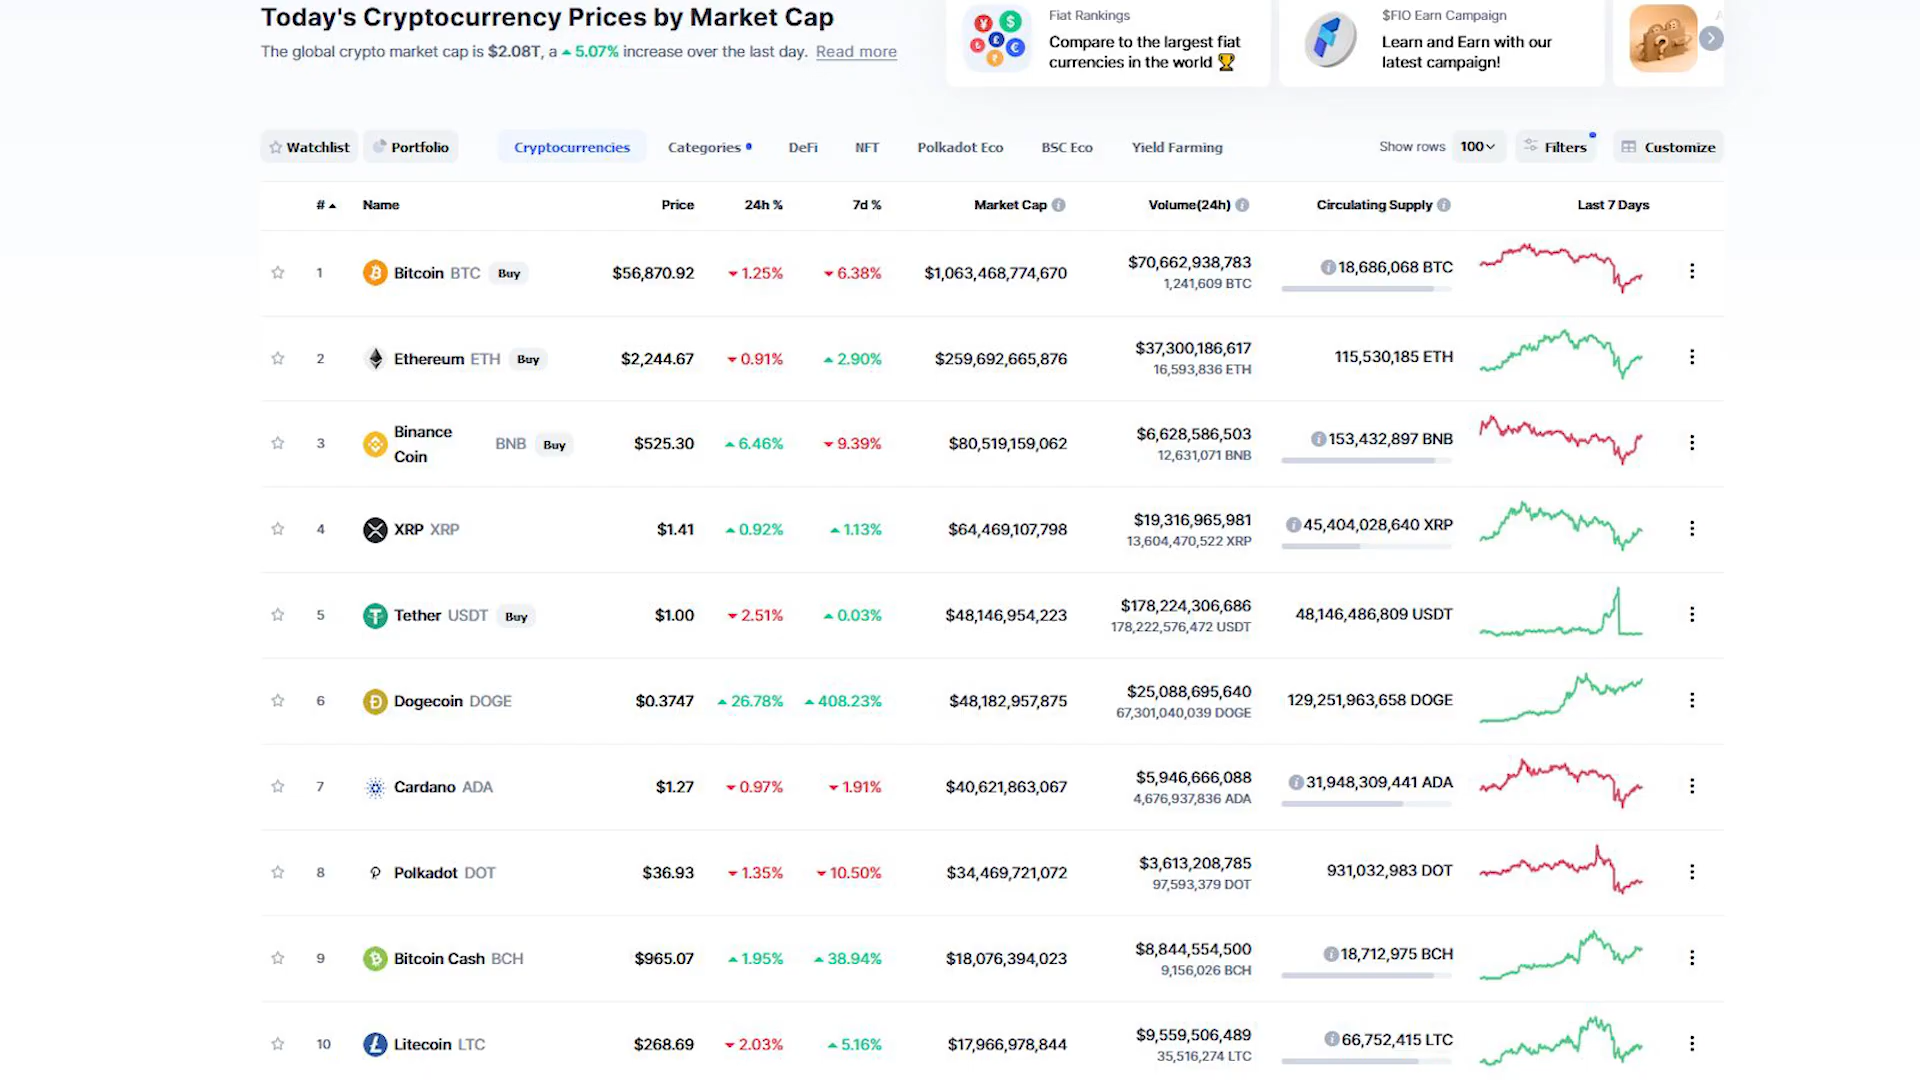 Today's Cryptocurrency Prices by Market Cap
The global crypto market cap is $2.08T, a 5.07% increase over the last day. Read more
Fiat Rankings
Compare to the largest fiat
currencies in the world
$FIO Earn Campaign
Learn and Earn with our
latest campaign!
Watchlist Portfolio Cryptocurrencies Categories DeFi NFT Polkadot Eco BSC Eco Yield Farming Show rows 100 Filters Customize
# Name Price 24h % 7d % Market Cap Volume(24h) Circulating Supply Last 7 Days
1 Bitcoin BTC Buy $56,870.92 1.25% 6.38% $1,063,468,774,670 $70,662,938,783 18,686,068 BTC
1,241,609 BTC
2 Ethereum ETH Buy $2,244.67 0.91% 2.90% $259,692,665,876 $37,300,186,617 115,530,185 ETH
16,593,836 ETH
3 Binance Coin BNB Buy $525.30 6.46% 9.39% $80,519,159,062 $6,628,586,503 153,432,897 BNB
12,631,071 BNB
4 XRP XRP $1.41 0.92% 1.13% $64,469,107,798 $19,316,965,981 45,404,028,640 XRP
13,604,470,522 XRP
5 Tether USDT Buy $1.00 2.51% 0.03% $48,146,954,223 $178,224,306,686 48,146,486,809 USDT
178,222,576,472 USDT
6 Dogecoin DOGE $0.3747 26.78% 408.23% $48,182,957,875 $25,088,695,640 129,251,963,658 DOGE
67,301,040,039 DOGE
7 Cardano ADA $1.27 0.97% 1.91% $40,621,863,067 $5,946,666,088 31,948,309,441 ADA
4,676,937,836 ADA
8 Polkadot DOT $36.93 1.35% 10.50% $34,469,721,072 $3,613,208,785 931,032,983 DOT
97,593,379 DOT
9 Bitcoin Cash BCH $965.07 1.95% 38.94% $18,076,394,023 $8,844,554,500 18,712,975 BCH
9,156,026 BCH
10 Litecoin LTC $268.69 2.03% 5.16% $17,966,978,844 $9,559,506,489 66,752,415 LTC
35,516,274 LTC